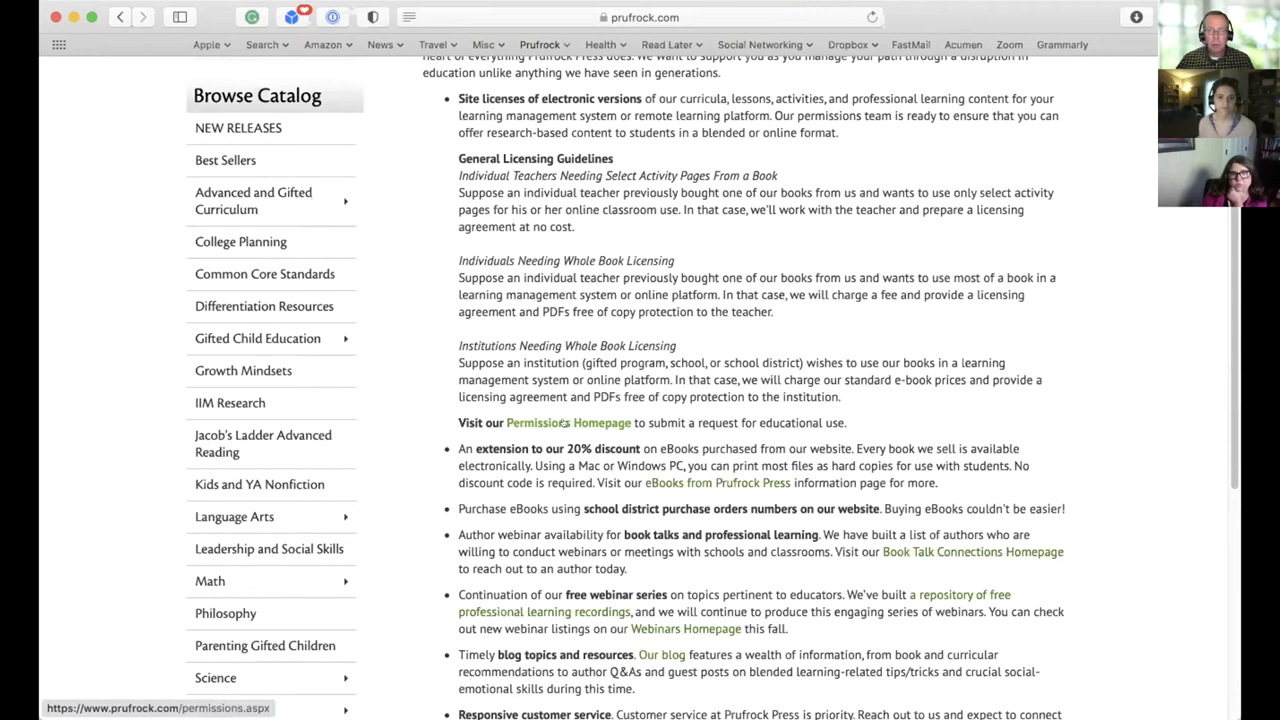 prufrock.com
Apple Search Amazon News Travel Misc Prufrock Health Read Later Social Networking Dropbox FastMail Acumen Zoom Grammarly
heart of everything Prufrock Press does. We want to support you as you manage your path through a disruption in
education unlike anything we have seen in generations.
Browse Catalog
NEW RELEASES
Best Sellers
Advanced and Gifted
Curriculum
College Planning
Common Core Standards
Differentiation Resources
Gifted Child Education
Growth Mindsets
IIM Research
Jacob's Ladder Advanced
Reading
Kids and YA Nonfiction
Language Arts
Leadership and Social Skills
Math
Philosophy
Parenting Gifted Children
Science
• Site licenses of electronic versions of our curricula, lessons, activities, and professional learning content for your
learning management system or remote learning platform. Our permissions team is ready to ensure that you can
offer research-based content to students in a blended or online format.
General Licensing Guidelines
Individual Teachers Needing Select Activity Pages From a Book
Suppose an individual teacher previously bought one of our books from us and wants to use only select activity
pages for his or her online classroom use. In that case, we'll work with the teacher and prepare a licensing
agreement at no cost.
Individuals Needing Whole Book Licensing
Suppose an individual teacher previously bought one of our books from us and wants to use most of a book in a
learning management system or online platform. In that case, we will charge a fee and provide a licensing
agreement and PDFs free of copy protection to the teacher.
Institutions Needing Whole Book Licensing
Suppose an institution (gifted program, school, or school district) wishes to use our books in a learning
management system or online platform. In that case, we will charge our standard e-book prices and provide a
licensing agreement and PDFs free of copy protection to the institution.
Visit our Permissions Homepage to submit a request for educational use.
• An extension to our 20% discount on eBooks purchased from our website. Every book we sell is available
electronically. Using a Mac or Windows PC, you can print most files as hard copies for use with students. No
discount code is required. Visit our eBooks from Prufrock Press information page for more.
• Purchase eBooks using school district purchase orders numbers on our website. Buying eBooks couldn't be easier!
• Author webinar availability for book talks and professional learning. We have built a list of authors who are
willing to conduct webinars or meetings with schools and classrooms. Visit our Book Talk Connections Homepage
to reach out to an author today.
• Continuation of our free webinar series on topics pertinent to educators. We've built a repository of free
professional learning recordings, and we will continue to produce this engaging series of webinars. You can check
out new webinar listings on our Webinars Homepage this fall.
• Timely blog topics and resources. Our blog features a wealth of information, from book and curricular
recommendations to author Q&As and guest posts on blended learning-related tips/tricks and crucial social-
emotional skills during this time.
• Responsive customer service. Customer service at Prufrock Press is priority. Reach out to us and expect to connect
https://www.prufrock.com/permissions.aspx